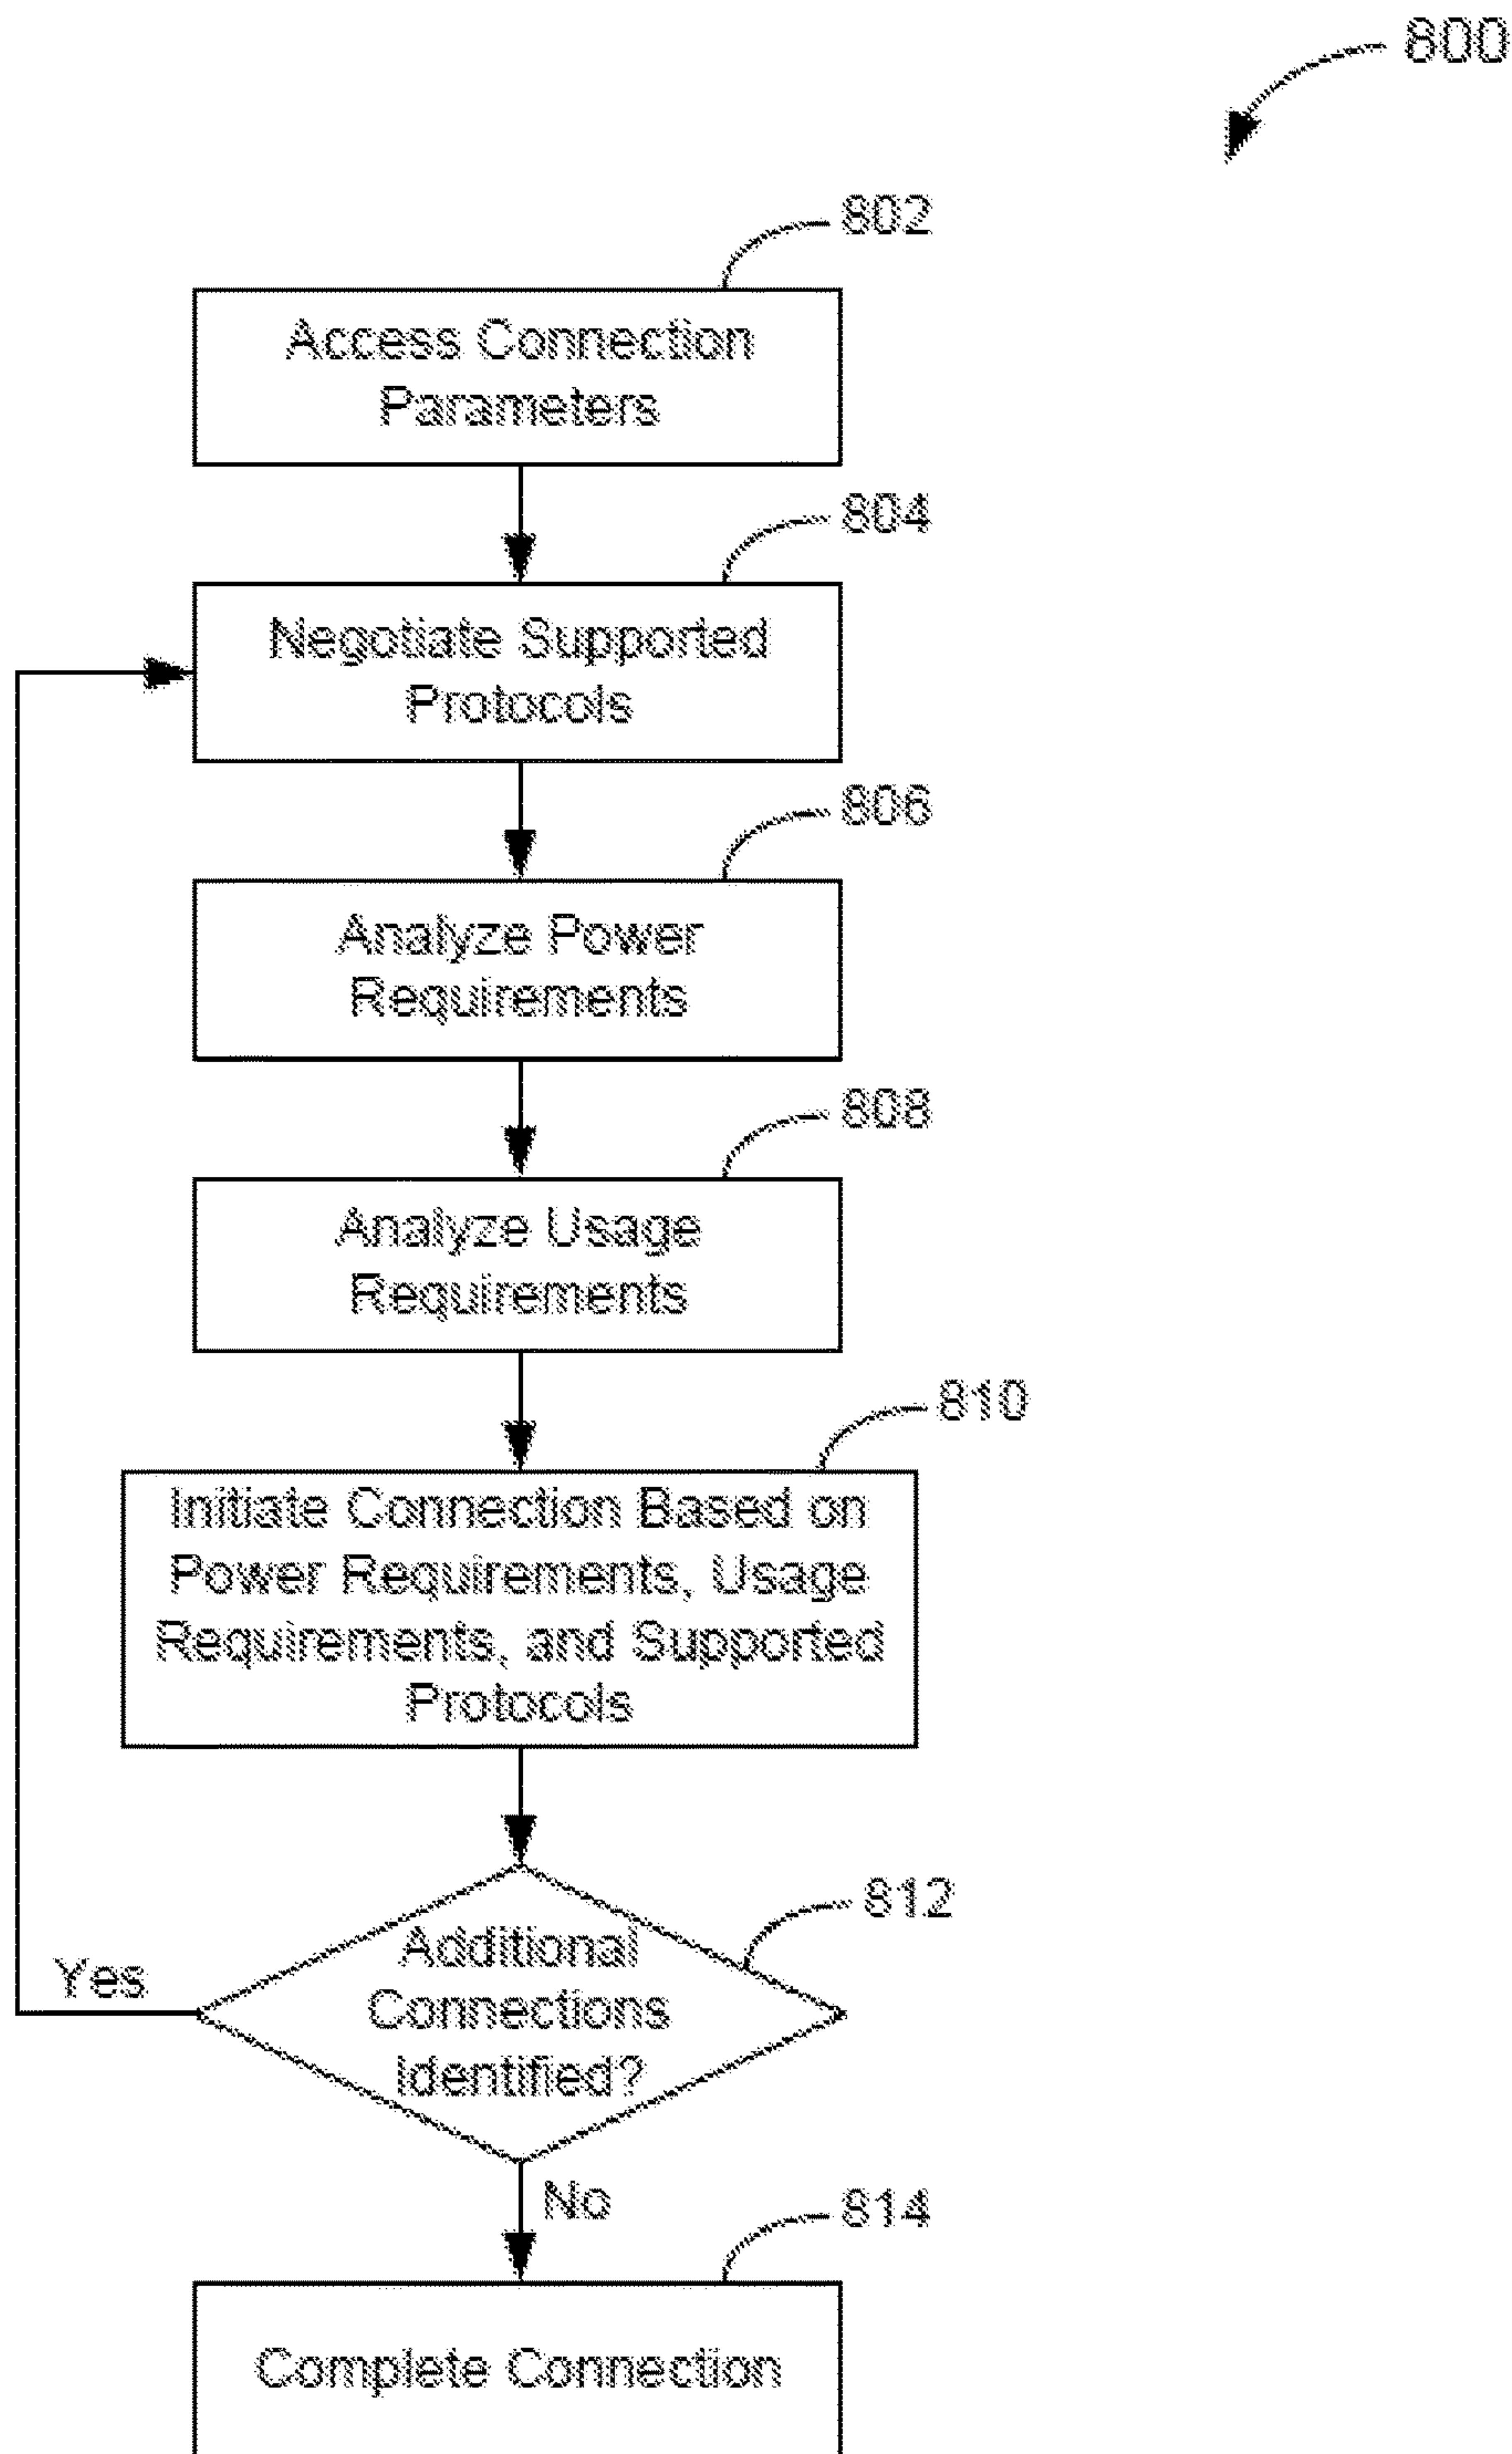 800
802
Access Connection
Parameters
804
Negotiate Supported
Protocols
806
Analyze Power
Requirements
808
Analyze Usage
Requirements
810
Initiate Connection Based on
Power Requirements, Usage
Requirements, and Supported
Protocols
812
Additional
Connections
Identified?
Yes
No
814
Complete Connection